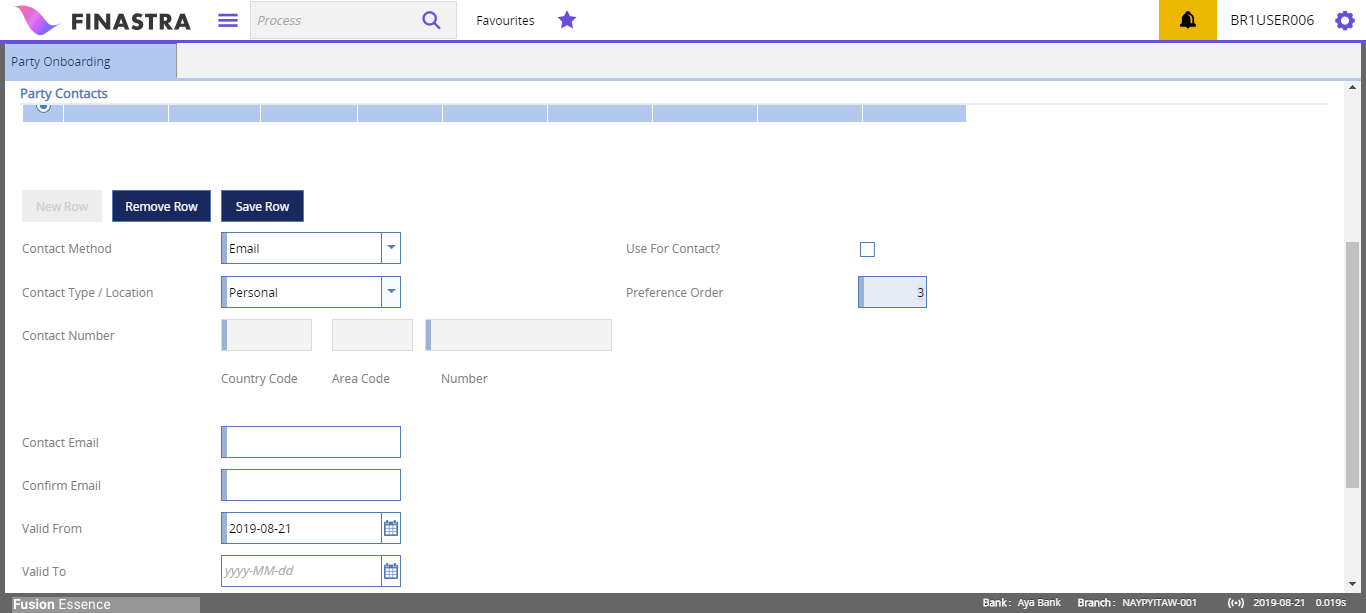 FINASTRA Process Favourites BR1USER006
Party Onboarding
Party Contacts
New Row Remove Row Save Row
Contact Method Email Use For Contact?
Contact Type / Location Personal Preference Order 3
Contact Number
Country Code Area Code Number
Contact Email
Confirm Email
Valid From 2019-08-21
Valid To yyyy-MM-dd
Fusion Essence Bank : Aya Bank Branch : NAYPYITAW-001 2019-08-21 0.019s